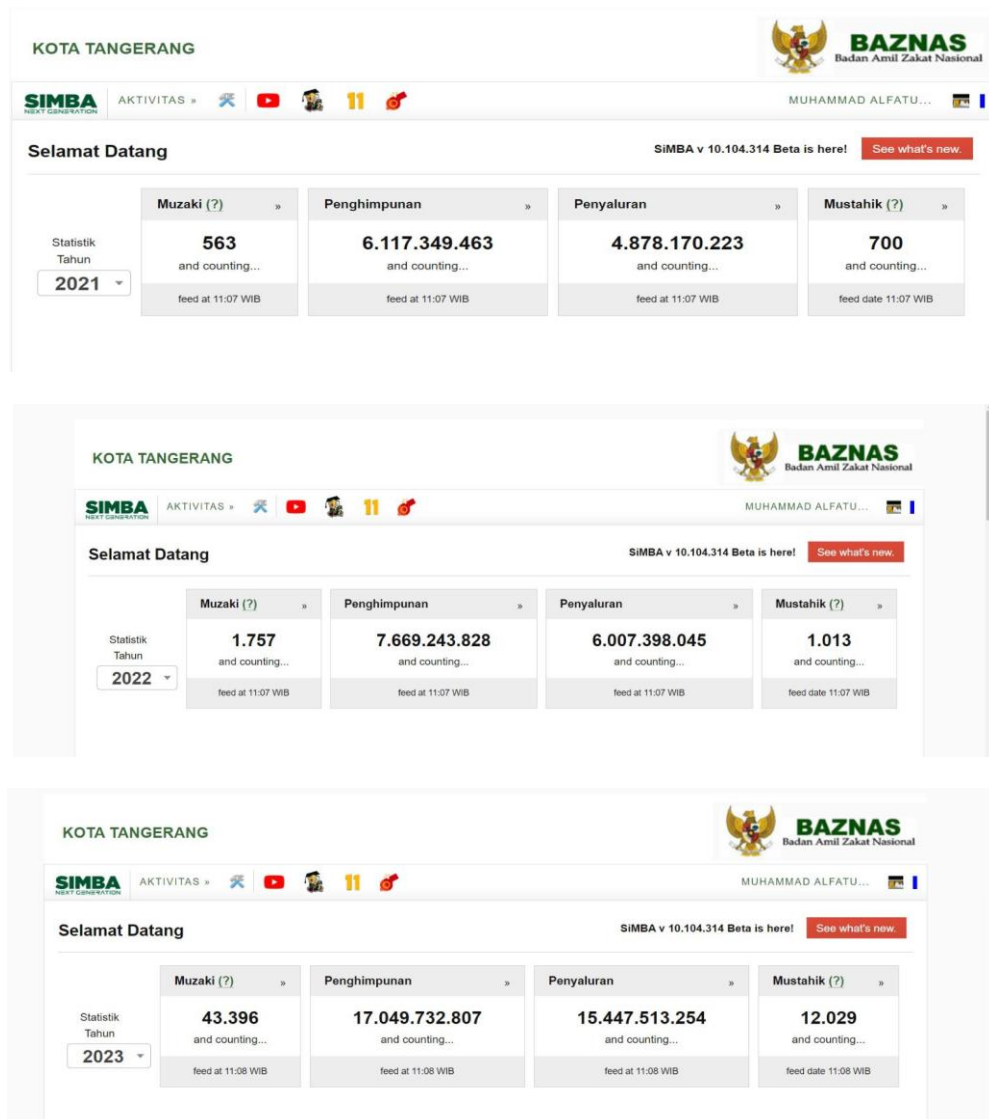 KOTA TANGERANG
BAZNAS
Badan Amil Zakat Nasional
SIMBA
NEXT GENERATION
AKTIVITAS »
11
MUHAMMAD ALFATU...
Selamat Datang
SiMBA v 10.104.314 Beta is here!
See what's new.
Statistik
Tahun
2021
Muzaki (?) »
563
and counting...
feed at 11:07 WIB
Penghimpunan »
6.117.349.463
and counting...
feed at 11:07 WIB
Penyaluran »
4.878.170.223
and counting...
feed at 11:07 WIB
Mustahik (?) »
700
and counting...
feed date 11:07 WIB
KOTA TANGERANG
BAZNAS
Badan Amil Zakat Nasional
SIMBA
NEXT GENERATION
AKTIVITAS »
11
MUHAMMAD ALFATU...
Selamat Datang
SiMBA v 10.104.314 Beta is here!
See what's new.
Statistik
Tahun
2022
Muzaki (?) »
1.757
and counting...
feed at 11:07 WIB
Penghimpunan »
7.669.243.828
and counting...
feed at 11:07 WIB
Penyaluran »
6.007.398.045
and counting...
feed at 11:07 WIB
Mustahik (?) »
1.013
and counting...
feed date 11:07 WIB
KOTA TANGERANG
BAZNAS
Badan Amil Zakat Nasional
SIMBA
NEXT GENERATION
AKTIVITAS »
11
MUHAMMAD ALFATU...
Selamat Datang
SiMBA v 10.104.314 Beta is here!
See what's new.
Statistik
Tahun
2023
Muzaki (?) »
43.396
and counting...
feed at 11:08 WIB
Penghimpunan »
17.049.732.807
and counting...
feed at 11:08 WIB
Penyaluran »
15.447.513.254
and counting...
feed at 11:08 WIB
Mustahik (?) »
12.029
and counting...
feed date 11:08 WIB